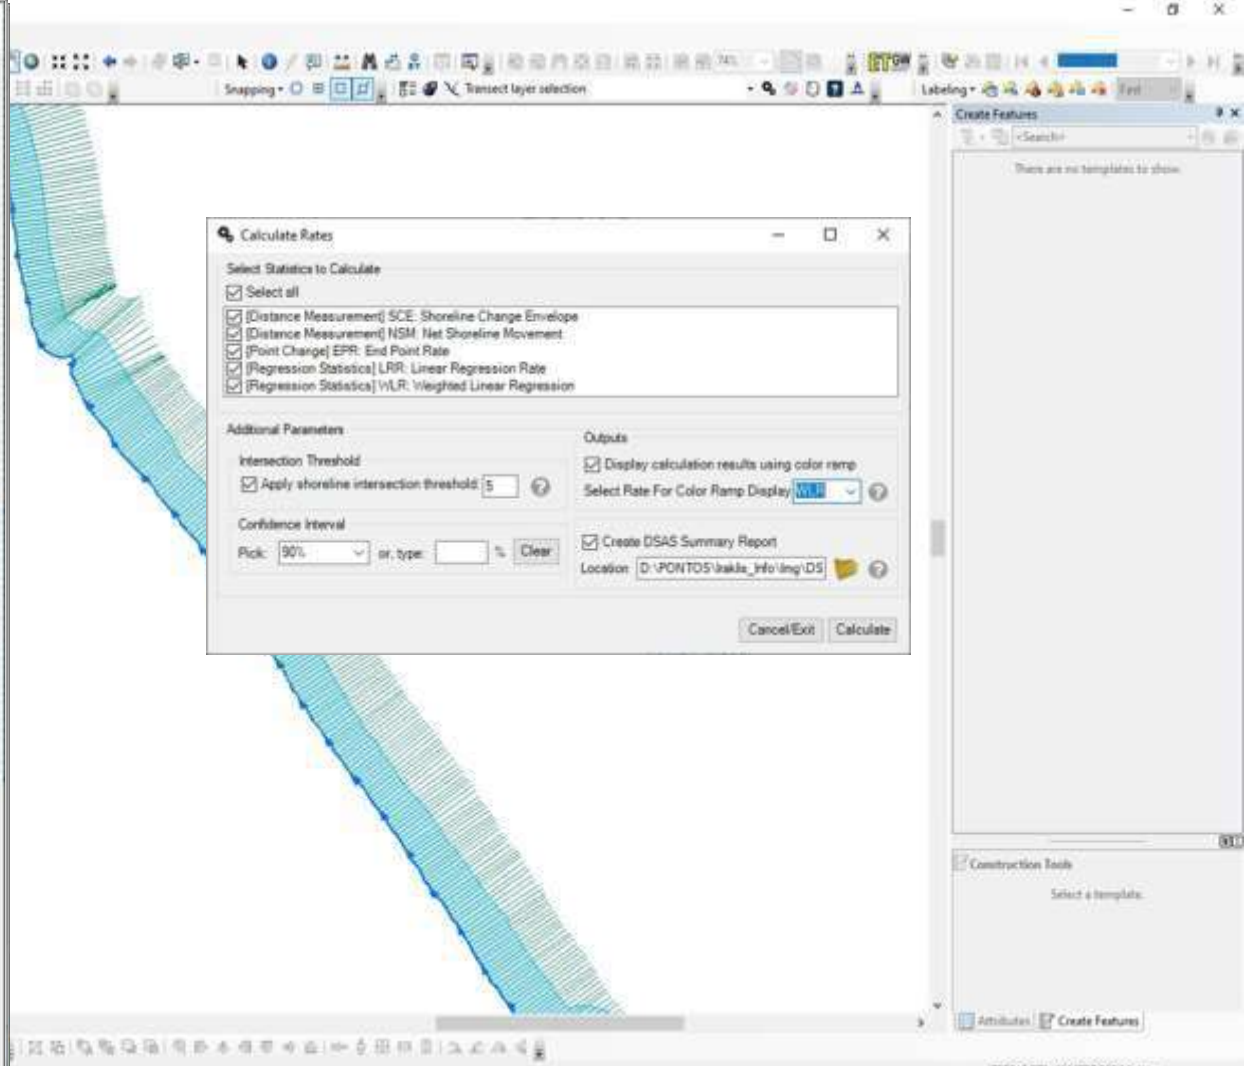 Snapping
Transect layer selection
Labeling
Fast
Create Features
<Search>
There are no templates to show.
Calculate Rates
Select Statistics to Calculate
Select all
[Distance Measurement] SCE: Shoreline Change Envelope
[Distance Measurement] NSM: Net Shoreline Movement
[Point Change] EPR: End Point Rate
[Regression Statistics] LRR: Linear Regression Rate
[Regression Statistics] WLR: Weighted Linear Regression
Additional Parameters
Intersection Threshold
Apply shoreline intersection threshold: 5
Confidence Interval
Pick: 90% or, type: % Clear
Outputs
Display calculation results using color ramp
Select Rate For Color Ramp Display WLR
Create DSAS Summary Report
Location D:\PONTOS\Iraklis_Info\Img\DS
Cancel/Exit Calculate
Construction Tools
Select a template.
Attributes Create Features